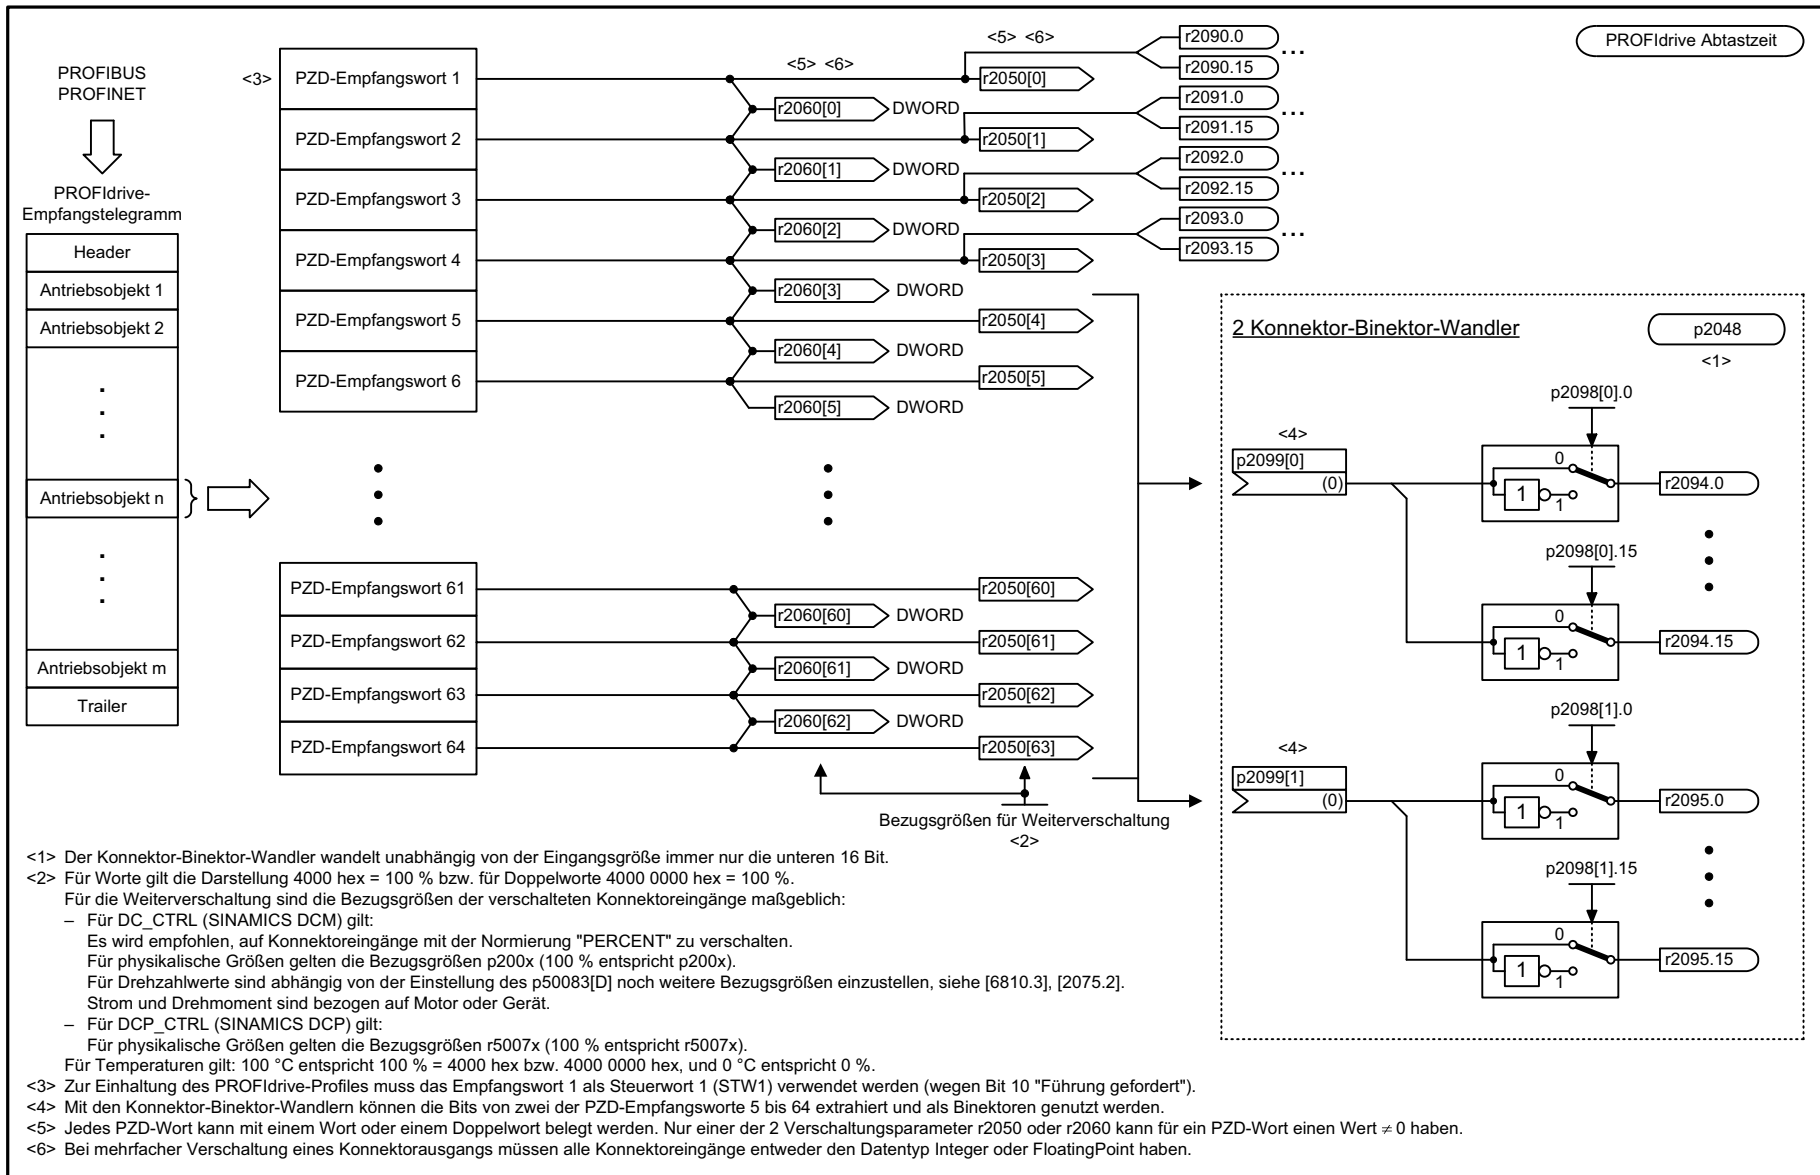 PROFIdrive Abtastzeit
PROFIBUS
PROFINET
PROFIdrive-
Empfangstelegramm
Header
Antriebsobjekt 1
Antriebsobjekt 2
Antriebsobjekt n
Antriebsobjekt m
Trailer
<3>
PZD-Empfangswort 1
PZD-Empfangswort 2
PZD-Empfangswort 3
PZD-Empfangswort 4
PZD-Empfangswort 5
PZD-Empfangswort 6
PZD-Empfangswort 61
PZD-Empfangswort 62
PZD-Empfangswort 63
PZD-Empfangswort 64
<5> <6>
r2060[0] DWORD
r2060[1] DWORD
r2060[2] DWORD
r2060[3] DWORD
r2060[4] DWORD
r2060[5] DWORD
r2060[60] DWORD
r2060[61] DWORD
r2060[62] DWORD
<5> <6>
r2050[0]
r2050[1]
r2050[2]
r2050[3]
r2050[4]
r2050[5]
r2050[60]
r2050[61]
r2050[62]
r2050[63]
Bezugsgrößen für Weiterverschaltung
<2>
r2090.0
...
r2090.15
r2091.0
...
r2091.15
r2092.0
...
r2092.15
r2093.0
...
r2093.15
2 Konnektor-Binektor-Wandler
p2048
<1>
<4>
p2099[0]
(0)
p2098[0].0
0
1
1
r2094.0
p2098[0].15
0
1
1
r2094.15
<4>
p2099[1]
(0)
p2098[1].0
0
1
1
r2095.0
p2098[1].15
0
1
1
r2095.15
<1> Der Konnektor-Binektor-Wandler wandelt unabhängig von der Eingangsgröße immer nur die unteren 16 Bit.
<2> Für Worte gilt die Darstellung 4000 hex = 100 % bzw. für Doppelworte 4000 0000 hex = 100 %.
Für die Weiterverschaltung sind die Bezugsgrößen der verschalteten Konnektoreingänge maßgeblich:
– Für DC_CTRL (SINAMICS DCM) gilt:
Es wird empfohlen, auf Konnektoreingänge mit der Normierung "PERCENT" zu verschalten.
Für physikalische Größen gelten die Bezugsgrößen p200x (100 % entspricht p200x).
Für Drehzahlwerte sind abhängig von der Einstellung des p50083[D] noch weitere Bezugsgrößen einzustellen, siehe [6810.3], [2075.2].
Strom und Drehmoment sind bezogen auf Motor oder Gerät.
– Für DCP_CTRL (SINAMICS DCP) gilt:
Für physikalische Größen gelten die Bezugsgrößen r5007x (100 % entspricht r5007x).
Für Temperaturen gilt: 100 °C entspricht 100 % = 4000 hex bzw. 4000 0000 hex, und 0 °C entspricht 0 %.
<3> Zur Einhaltung des PROFIdrive-Profiles muss das Empfangswort 1 als Steuerwort 1 (STW1) verwendet werden (wegen Bit 10 "Führung gefordert").
<4> Mit den Konnektor-Binektor-Wandlern können die Bits von zwei der PZD-Empfangsworte 5 bis 64 extrahiert und als Binektoren genutzt werden.
<5> Jedes PZD-Wort kann mit einem Wort oder einem Doppelwort belegt werden. Nur einer der 2 Verschaltungsparameter r2050 oder r2060 kann für ein PZD-Wort einen Wert ≠ 0 haben.
<6> Bei mehrfacher Verschaltung eines Konnektorausgangs müssen alle Konnektoreingänge entweder den Datentyp Integer oder FloatingPoint haben.